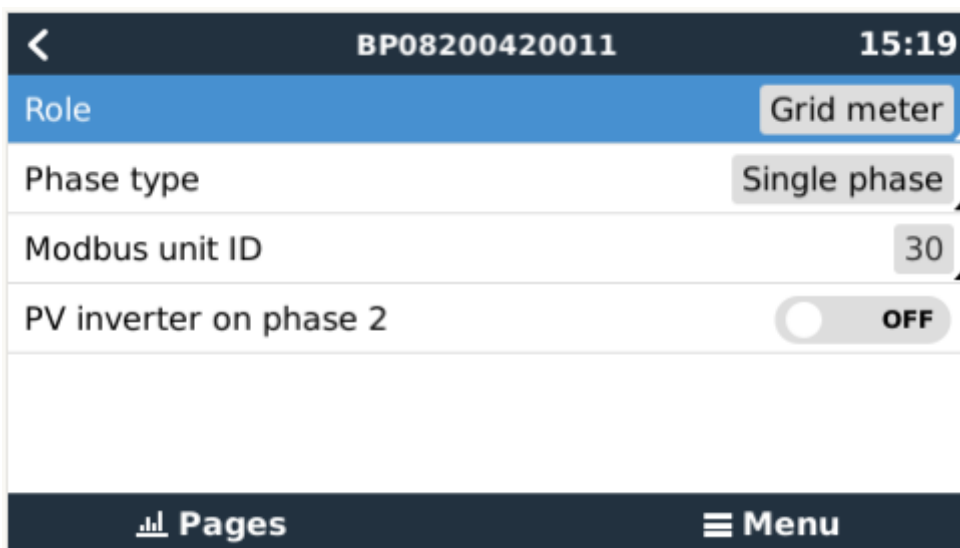 BP08200420011 15:19
Role Grid meter
Phase type Single phase
Modbus unit ID 30
PV inverter on phase 2 OFF
Pages Menu